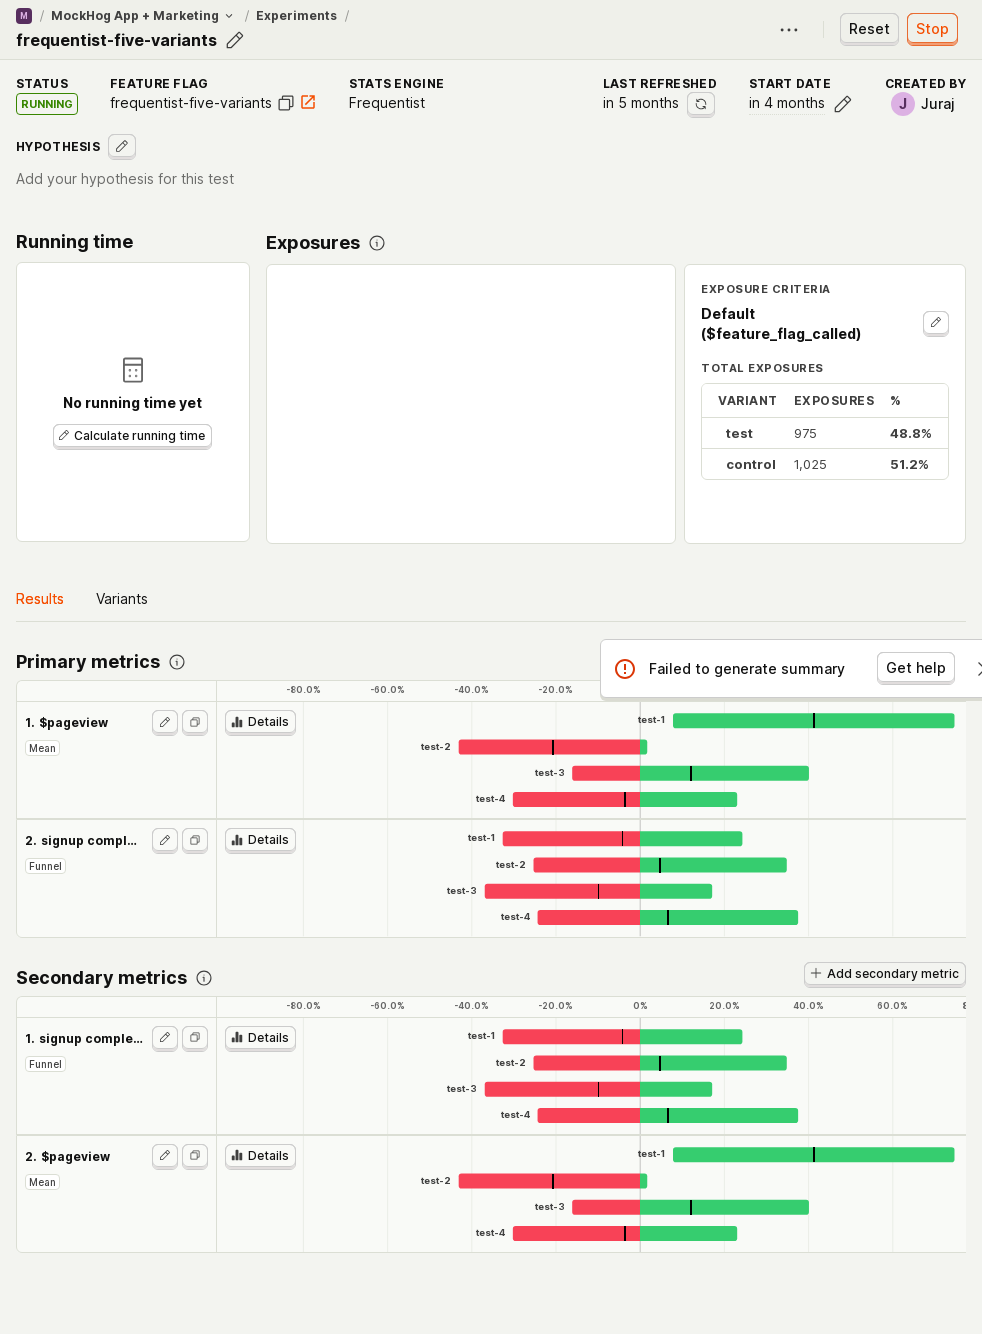 M / MockHog App + Marketing / Experiments /
frequentist-five-variants
Reset
Stop
STATUS
RUNNING
FEATURE FLAG
frequentist-five-variants
STATS ENGINE
Frequentist
LAST REFRESHED
in 5 months
START DATE
in 4 months
CREATED BY
J Juraj
HYPOTHESIS
Add your hypothesis for this test
Running time
No running time yet
Calculate running time
Exposures
EXPOSURE CRITERIA
Default
($feature_flag_called)
TOTAL EXPOSURES
VARIANT EXPOSURES %
test 975 48.8%
control 1,025 51.2%
Results Variants
Primary metrics
Failed to generate summary
Get help
-80.0% -60.0% -40.0% -20.0%
1. $pageview
Mean
Details
test-1
test-2
test-3
test-4
2. signup compl...
Funnel
Details
test-1
test-2
test-3
test-4
Secondary metrics
Add secondary metric
-80.0% -60.0% -40.0% -20.0% 0% 20.0% 40.0% 60.0%
1. signup comple...
Funnel
Details
test-1
test-2
test-3
test-4
2. $pageview
Mean
Details
test-1
test-2
test-3
test-4